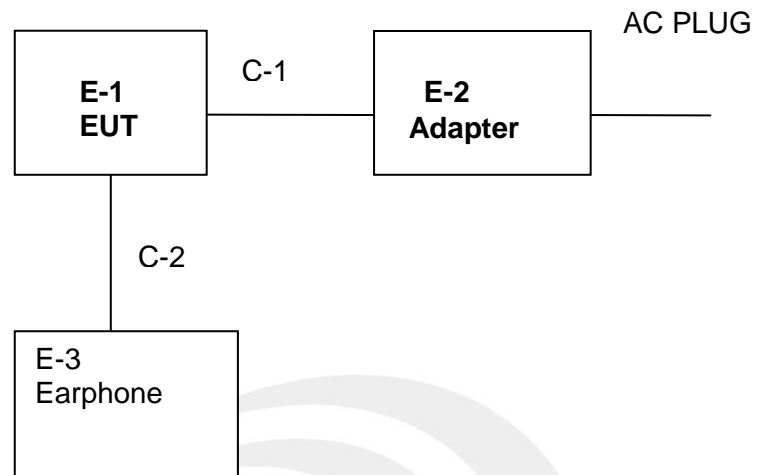 AC PLUG
C-1
E-1
EUT
E-2
Adapter
C-2
E-3
Earphone